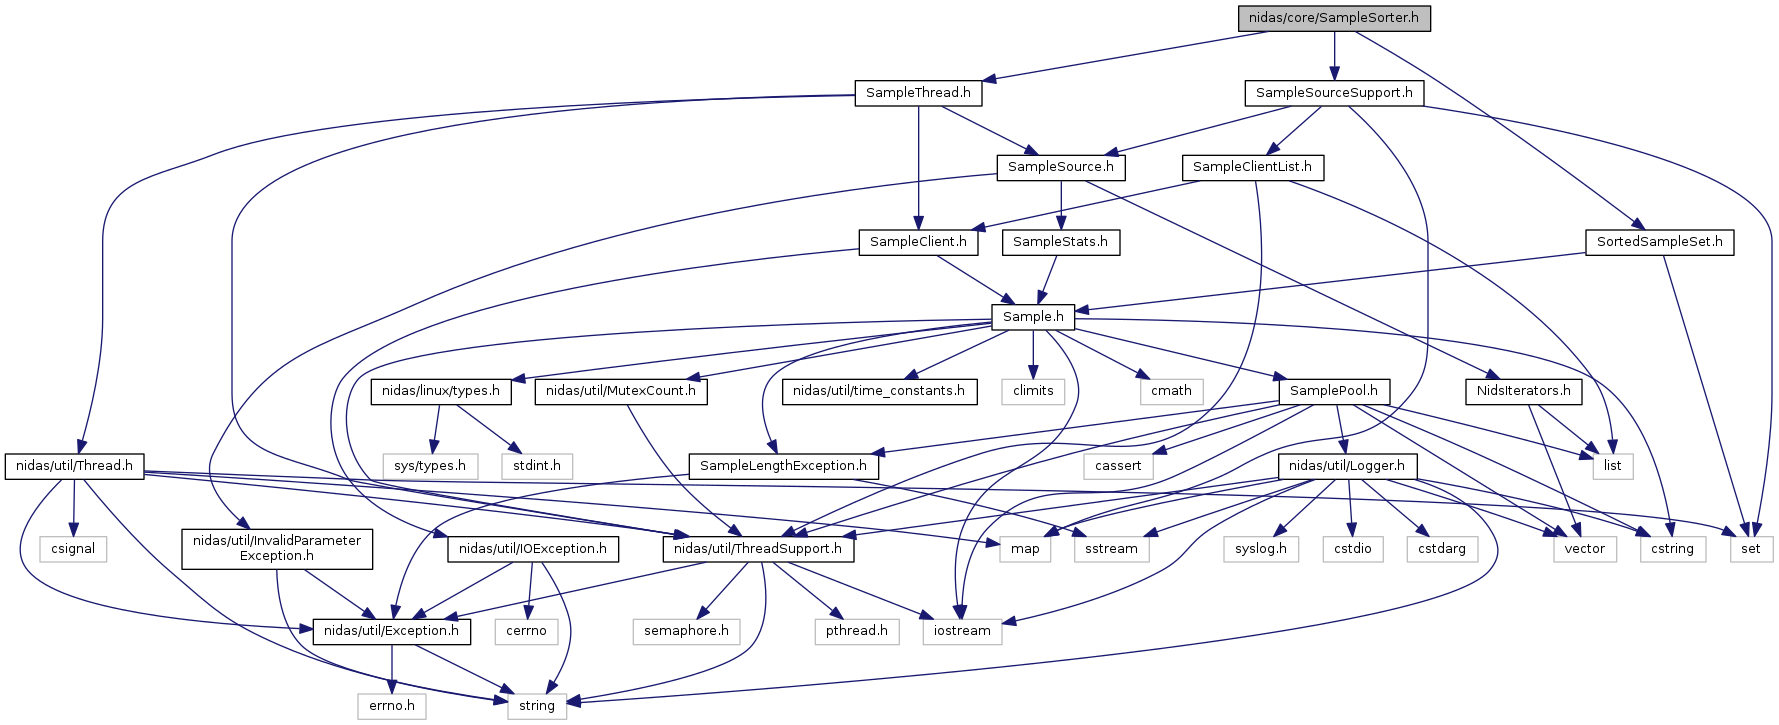 nidas/core/SampleSorter.h
SampleThread.h
SampleSourceSupport.h
SampleSource.h
SampleClientList.h
SampleClient.h
SampleStats.h
SortedSampleSet.h
Sample.h
nidas/linux/types.h
nidas/util/MutexCount.h
nidas/util/time_constants.h
climits
cmath
SamplePool.h
NidsIterators.h
nidas/util/Thread.h
sys/types.h
stdint.h
SampleLengthException.h
cassert
nidas/util/Logger.h
list
csignal
nidas/util/InvalidParameter
Exception.h
nidas/util/IOException.h
nidas/util/ThreadSupport.h
map
sstream
syslog.h
cstdio
cstdarg
vector
cstring
set
nidas/util/Exception.h
cerrno
semaphore.h
pthread.h
iostream
errno.h
string